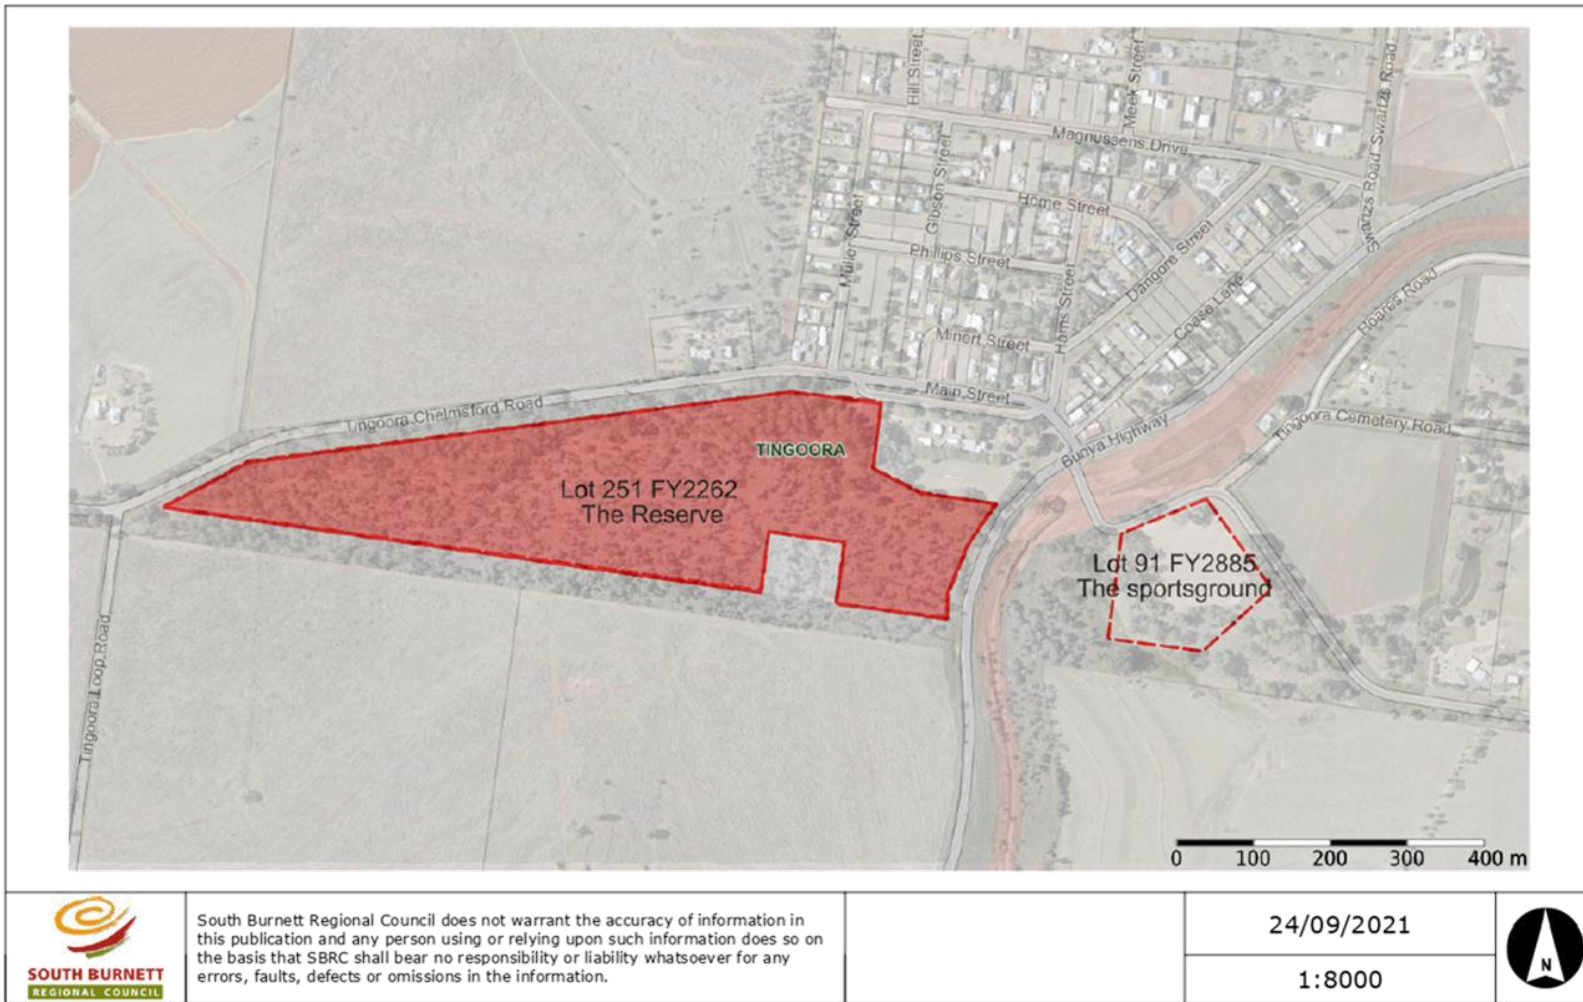 Hill Street
Meek Street
Swartzs Road
Swartzs Road
Magnussens Drive
Gibson Street
Home Street
Muller Street
Phillips Street
Dangore Street
Harris Street
Coase Lane
Hoares Road
Minert Street
Main Street
Tingoora Chelmsford Road
Bunya Highway
Tingoora Cemetery Road
TINGOORA
Lot 251 FY2262
The Reserve
Lot 91 FY2885
The sportsground
Tingoora Loop Road
0 100 200 300 400 m
SOUTH BURNETT
REGIONAL COUNCIL
South Burnett Regional Council does not warrant the accuracy of information in
this publication and any person using or relying upon such information does so on
the basis that SBRC shall bear no responsibility or liability whatsoever for any
errors, faults, defects or omissions in the information.
24/09/2021
1:8000
N